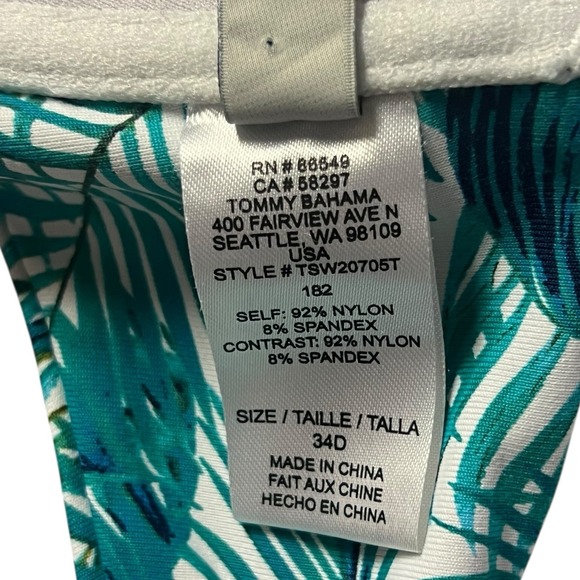 RN # 86649
CA # 58297
TOMMY BAHAMA
400 FAIRVIEW AVE N
SEATTLE, WA 98109
USA
STYLE # TSW20705T
182
SELF: 92% NYLON
8% SPANDEX
CONTRAST: 92% NYLON
8% SPANDEX
SIZE / TAILLE / TALLA
34D
MADE IN CHINA
FAIT AUX CHINE
HECHO EN CHINA